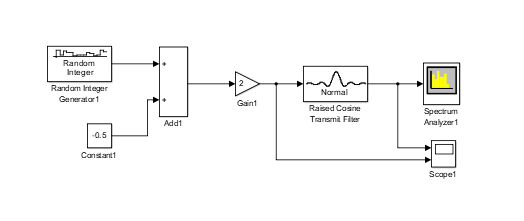 Random
Integer
Random Integer
Generator1
+
+
Add1
-0.5
Constant1
2
Gain1
Normal
Raised Cosine
Transmit Filter
Spectrum
Analyzer1
Scope1